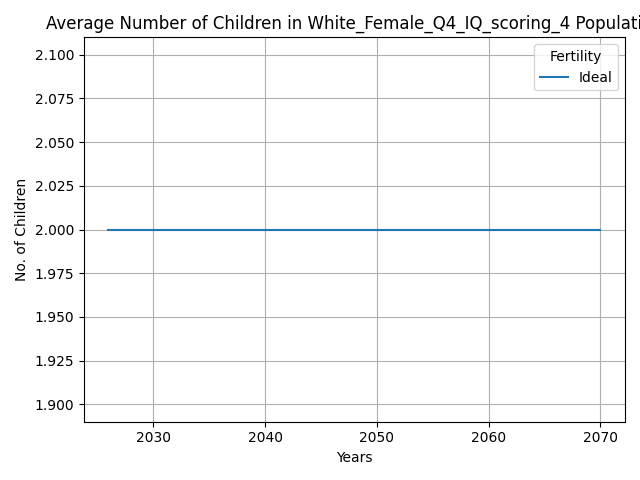 Average Number of Children in White_Female_Q4_IQ_scoring_4 Populati
2.100
2.075
2.050
2.025
2.000
1.975
1.950
1.925
1.900
No. of Children
Fertility
Ideal
2030 2040 2050 2060 2070
Years